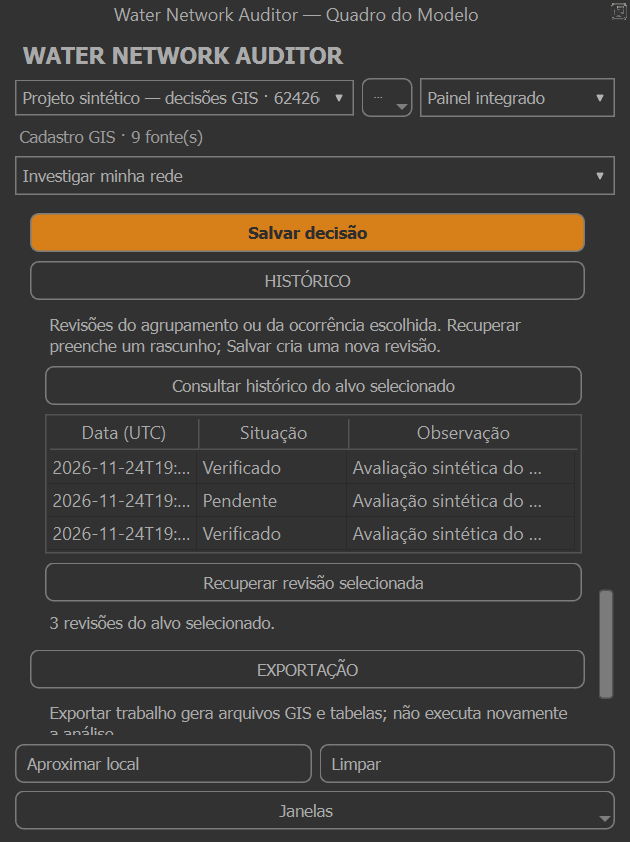 Water Network Auditor — Quadro do Modelo
WATER NETWORK AUDITOR
Projeto sintético — decisões GIS · 62426
...
Painel integrado
Cadastro GIS · 9 fonte(s)
Investigar minha rede
Salvar decisão
HISTÓRICO
Revisões do agrupamento ou da ocorrência escolhida. Recuperar
preenche um rascunho; Salvar cria uma nova revisão.
Consultar histórico do alvo selecionado
Data (UTC) Situação Observação
2026-11-24T19:... Verificado Avaliação sintética do ...
2026-11-24T19:... Pendente Avaliação sintética do ...
2026-11-24T19:... Verificado Avaliação sintética do ...
Recuperar revisão selecionada
3 revisões do alvo selecionado.
EXPORTAÇÃO
Exportar trabalho gera arquivos GIS e tabelas; não executa novamente
a análise
Aproximar local
Limpar
Janelas